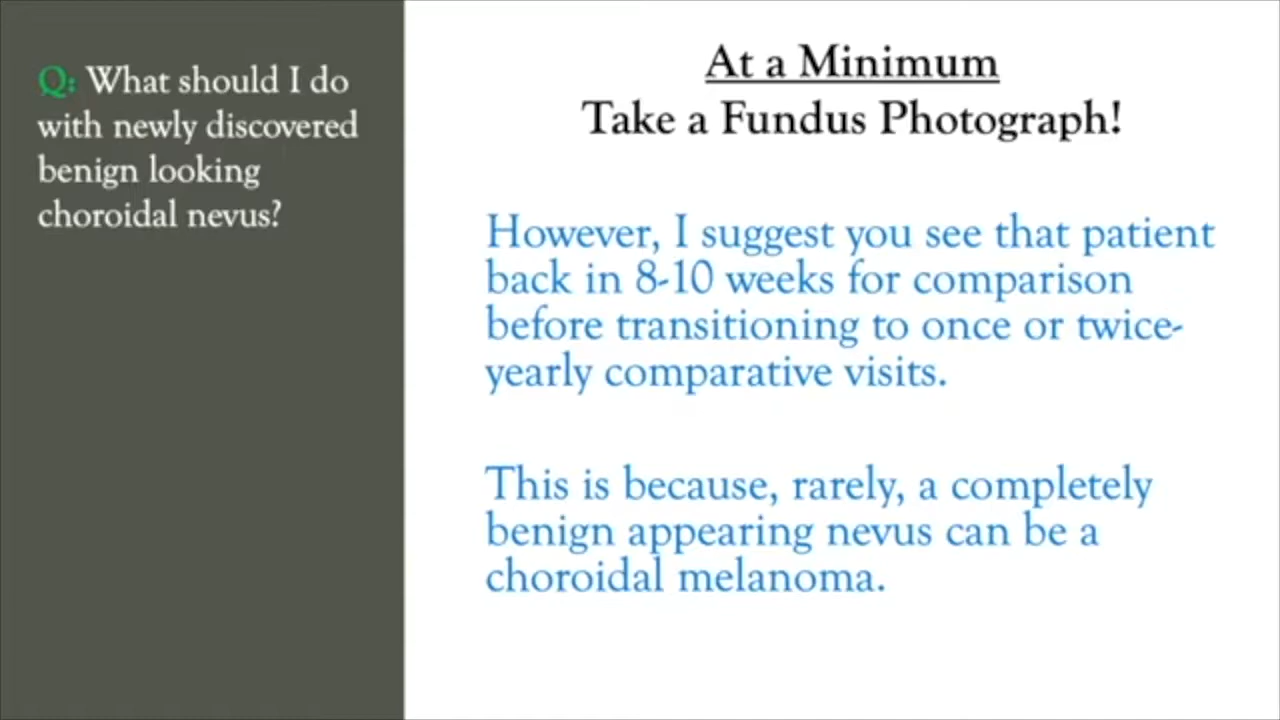 Q: What should I do
with newly discovered
benign looking
choroidal nevus?
At a Minimum
Take a Fundus Photograph!
However, I suggest you see that patient
back in 8-10 weeks for comparison
before transitioning to once or twice-
yearly comparative visits.
This is because, rarely, a completely
benign appearing nevus can be a
choroidal melanoma.